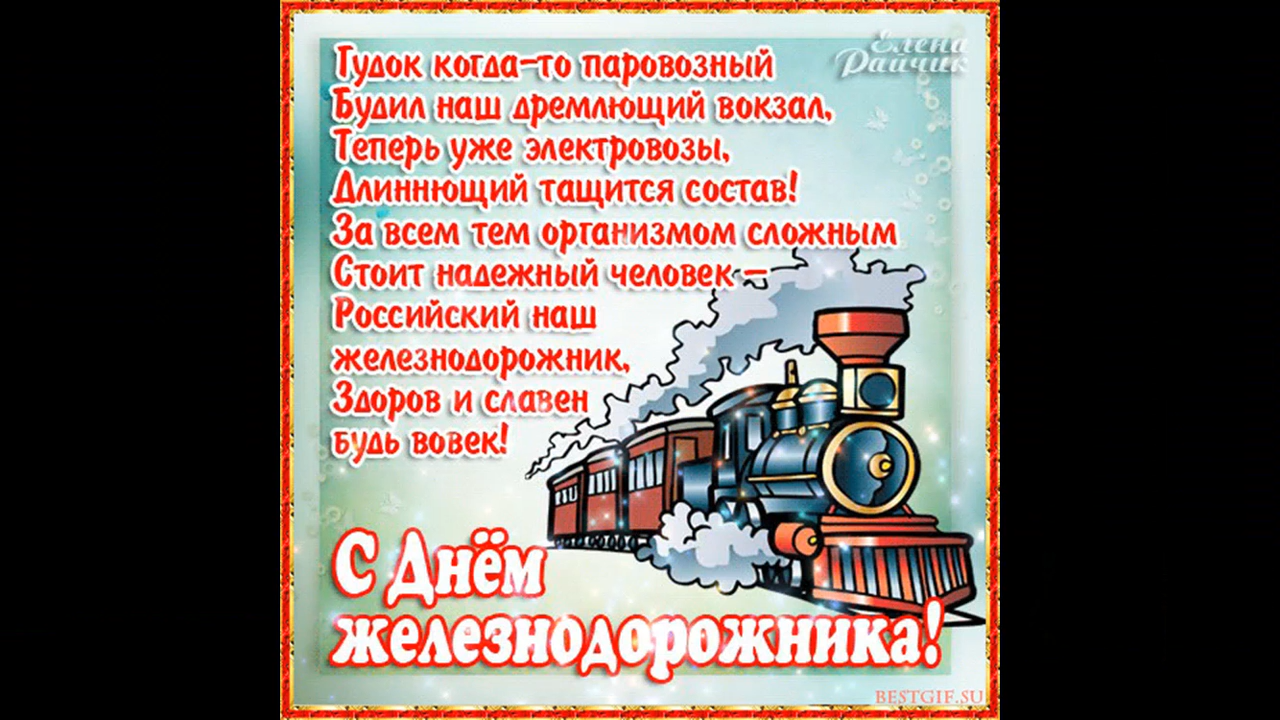 Елена
Райчик
Гудок когда-то паровозный
Будил наш дремлющий вокзал,
Теперь уже электровозы,
Длиннющий тащится состав!
За всем тем организмом сложным
Стоит надежный человек –
Российский наш
железнодорожник,
Здоров и славен
будь вовек!
С Днём
железнодорожника!
BESTGIF.SU